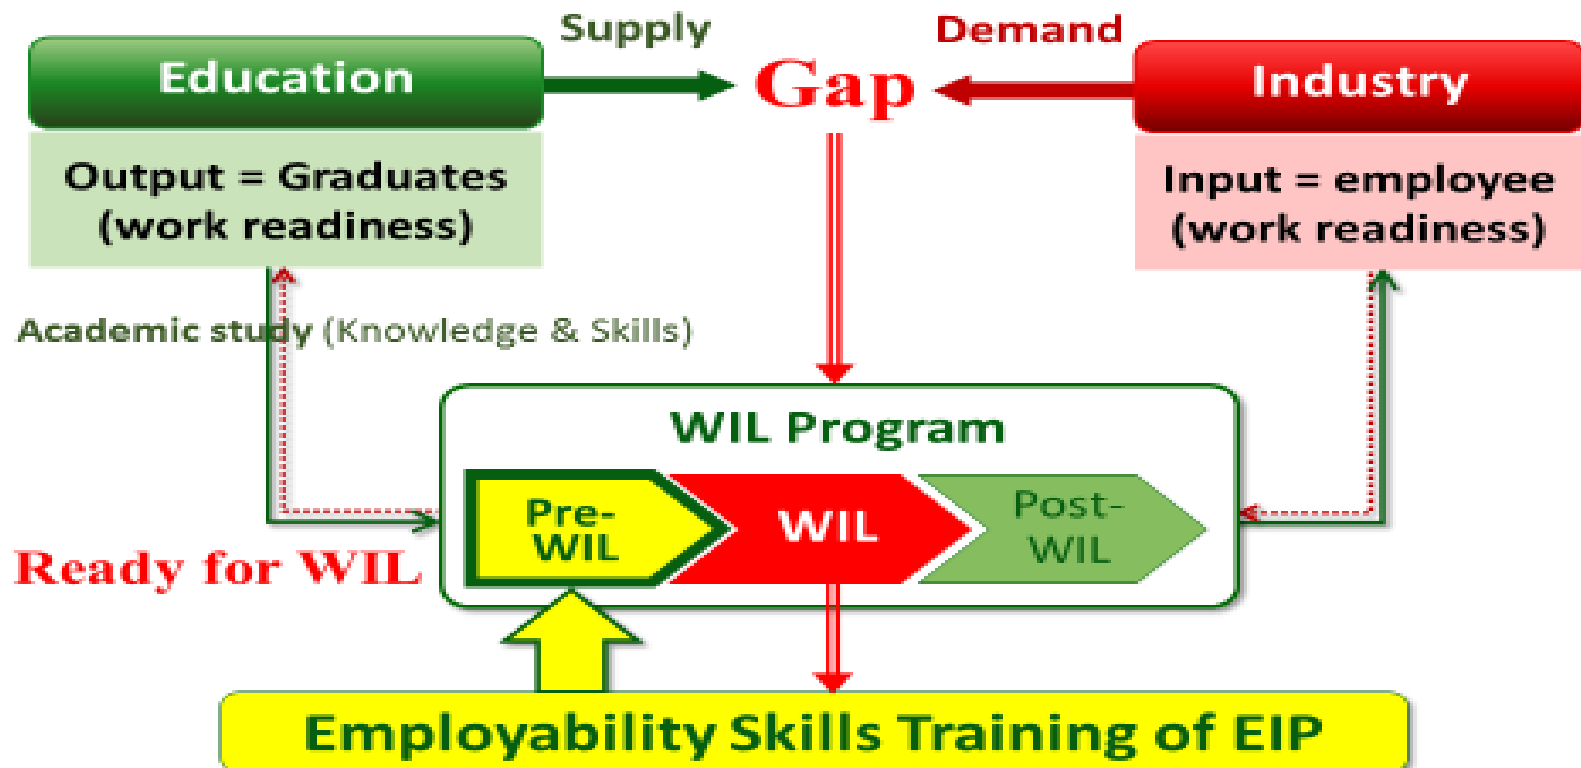 Supply
Demand
Education
Gap
Industry
Output = Graduates
(work readiness)
Input = employee
(work readiness)
Academic study (Knowledge & Skills)
WIL Program
Pre-
WIL
WIL
Post-
WIL
Ready for WIL
Employability Skills Training of EIP